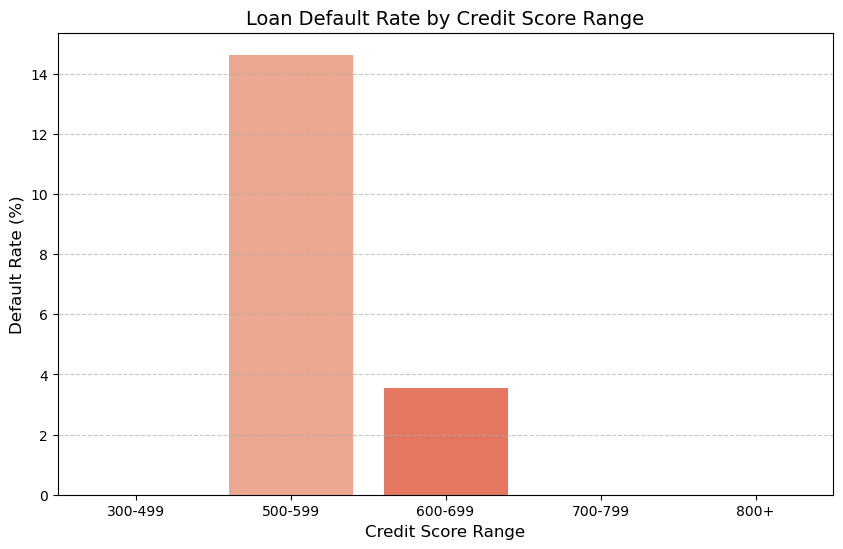 Loan Default Rate by Credit Score Range
Default Rate (%)
14
12
10
8
6
4
2
0
300-499 500-599 600-699 700-799 800+
Credit Score Range